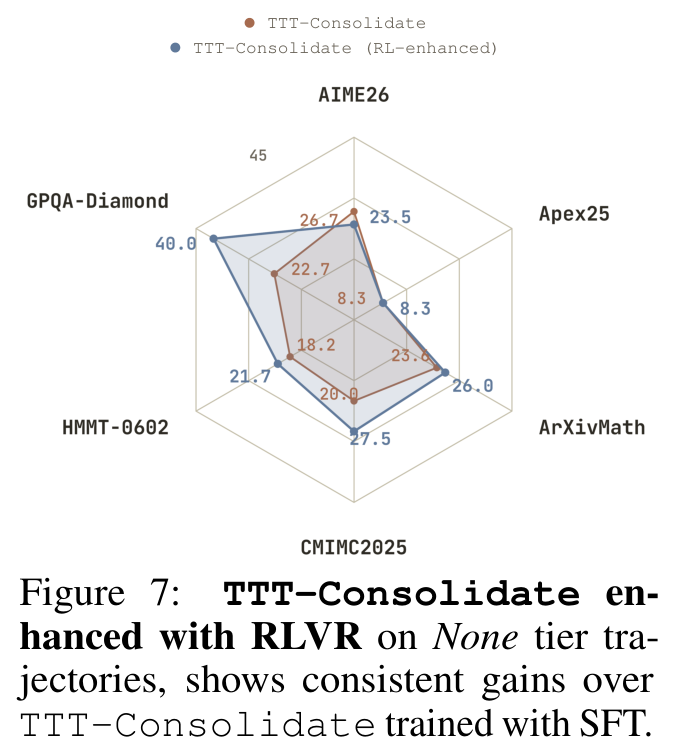 TTT-Consolidate
TTT-Consolidate (RL-enhanced)
AIME26
45
GPQA-Diamond
Apex25
26.7
23.5
40.0
22.7
8.3
8.3
18.2
23.6
21.7
20.0
26.0
27.5
HMMT-0602
ArXivMath
CMIMC2025
Figure 7: TTT-Consolidate en-
hanced with RLVR on None tier tra-
jectories, shows consistent gains over
TTT-Consolidate trained with SFT.